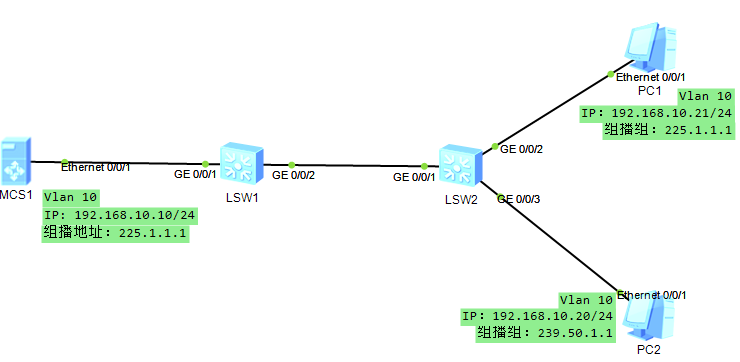 Ethernet 0/0/1
PC1
Vlan 10
IP: 192.168.10.21/24
组播组: 225.1.1.1
GE 0/0/2
MCS1
Ethernet 0/0/1
GE 0/0/1
LSW1
GE 0/0/2
GE 0/0/1
LSW2
GE 0/0/3
Vlan 10
IP: 192.168.10.10/24
组播地址: 225.1.1.1
Ethernet 0/0/1
Vlan 10
IP: 192.168.10.20/24
组播组: 239.50.1.1
PC2